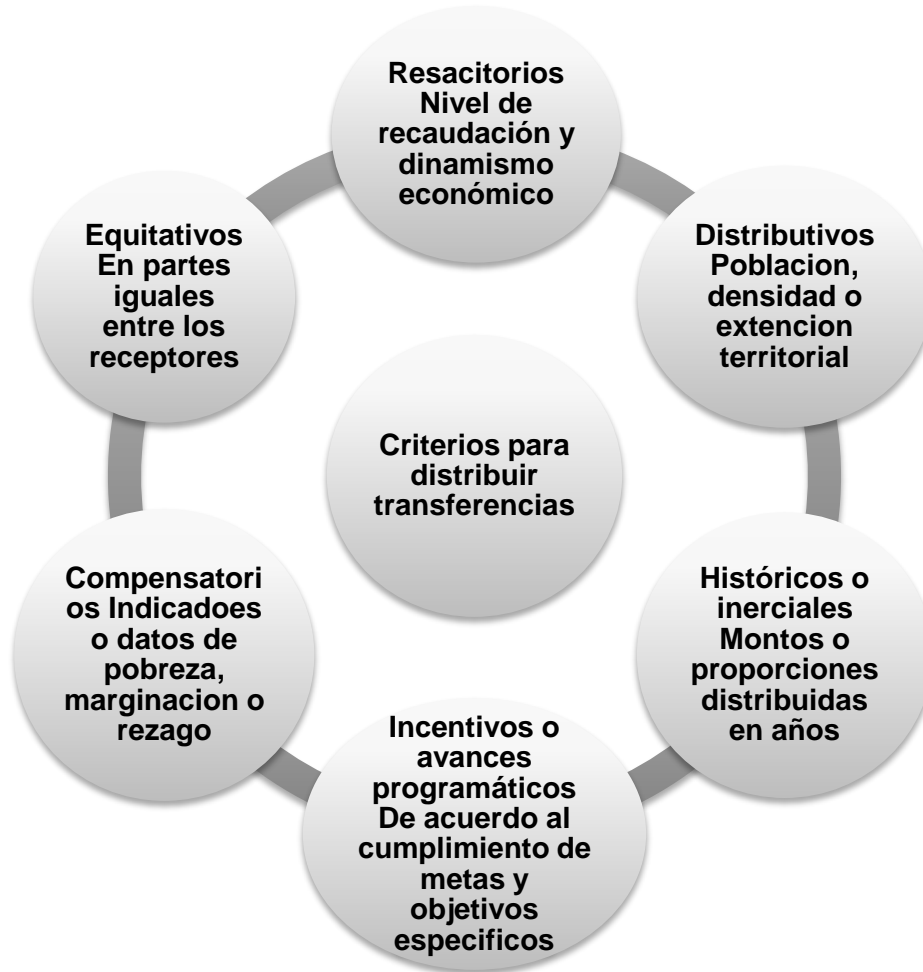 Resacitorios
Nivel de
recaudación y
dinamismo
económico
Distributivos
Poblacion,
densidad o
extencion
territorial
Históricos o
inerciales
Montos o
proporciones
distribuidas
en años
Incentivos o
avances
programáticos
De acuerdo al
cumplimiento de
metas y
objetivos
especificos
Compensatori
os Indicadoes
o datos de
pobreza,
marginacion o
rezago
Equitativos
En partes
iguales
entre los
receptores
Criterios para
distribuir
transferencias